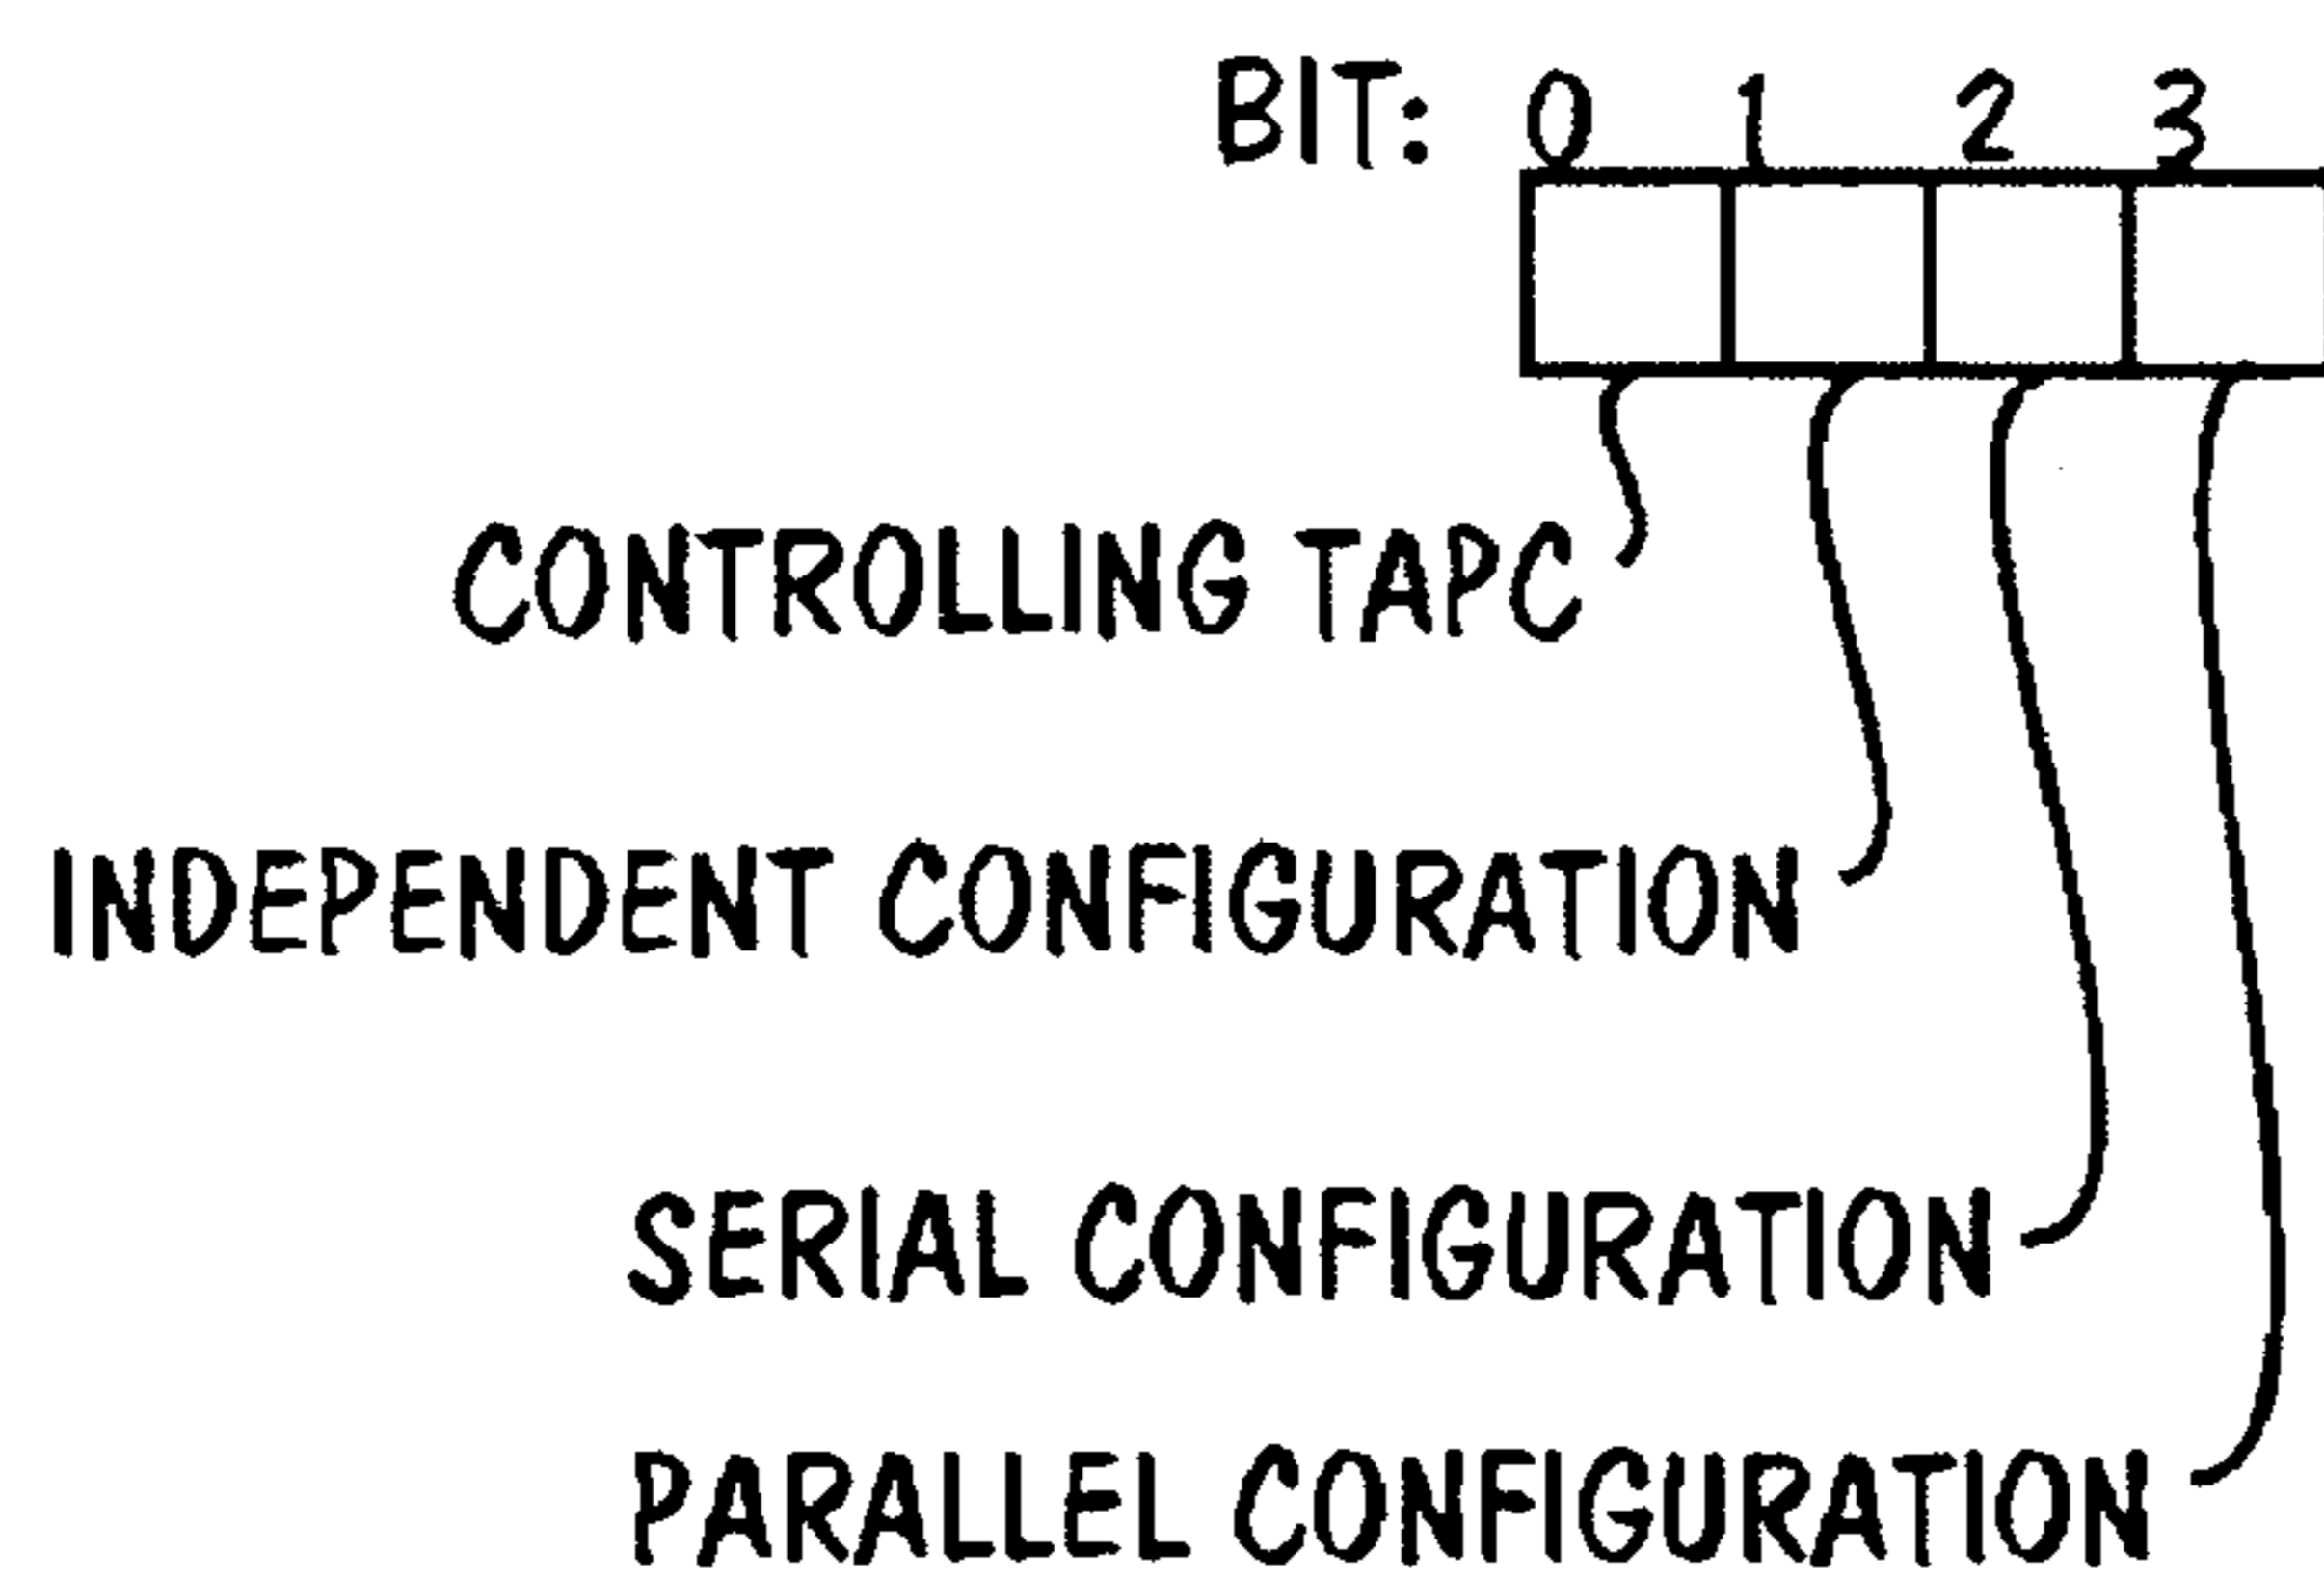 BIT: 0 1 2 3
CONTROLLING TAPC
INDEPENDENT CONFIGURATION
SERIAL CONFIGURATION
PARALLEL CONFIGURATION